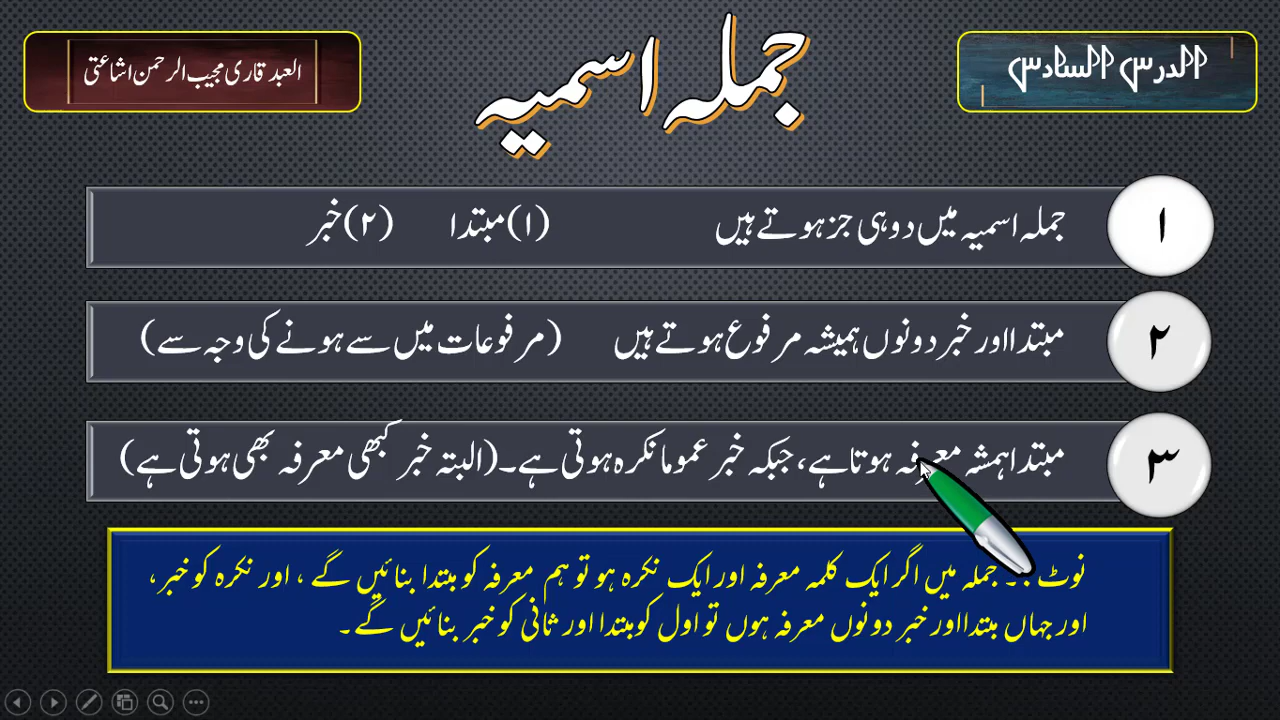 الدرس السادس
جملہ اسمیہ
العبد قاری مجیب الرحمن اشاعتی
۱ جملہ اسمیہ میں دو ہی جز ہوتے ہیں (۱) مبتدا (۲) خبر
۲ مبتدا اور خبر دونوں ہمیشہ مرفوع ہوتے ہیں (مرفوعات میں سے ہونے کی وجہ سے)
۳ مبتدا ہمشہ معرفہ ہوتا ہے، جبکہ خبر عموما نکرہ ہوتی ہے۔ (البتہ خبر کبھی معرفہ بھی ہوتی ہے)
نوٹ :۔ جملہ میں اگر ایک کلمہ معرفہ اور ایک نکرہ ہو تو ہم معرفہ کو مبتدا بنائیں گے ، اور نکرہ کو خبر،
اور جہاں مبتدا اور خبر دونوں معرفہ ہوں تو اول کو مبتدا اور ثانی کو خبر بنائیں گے۔